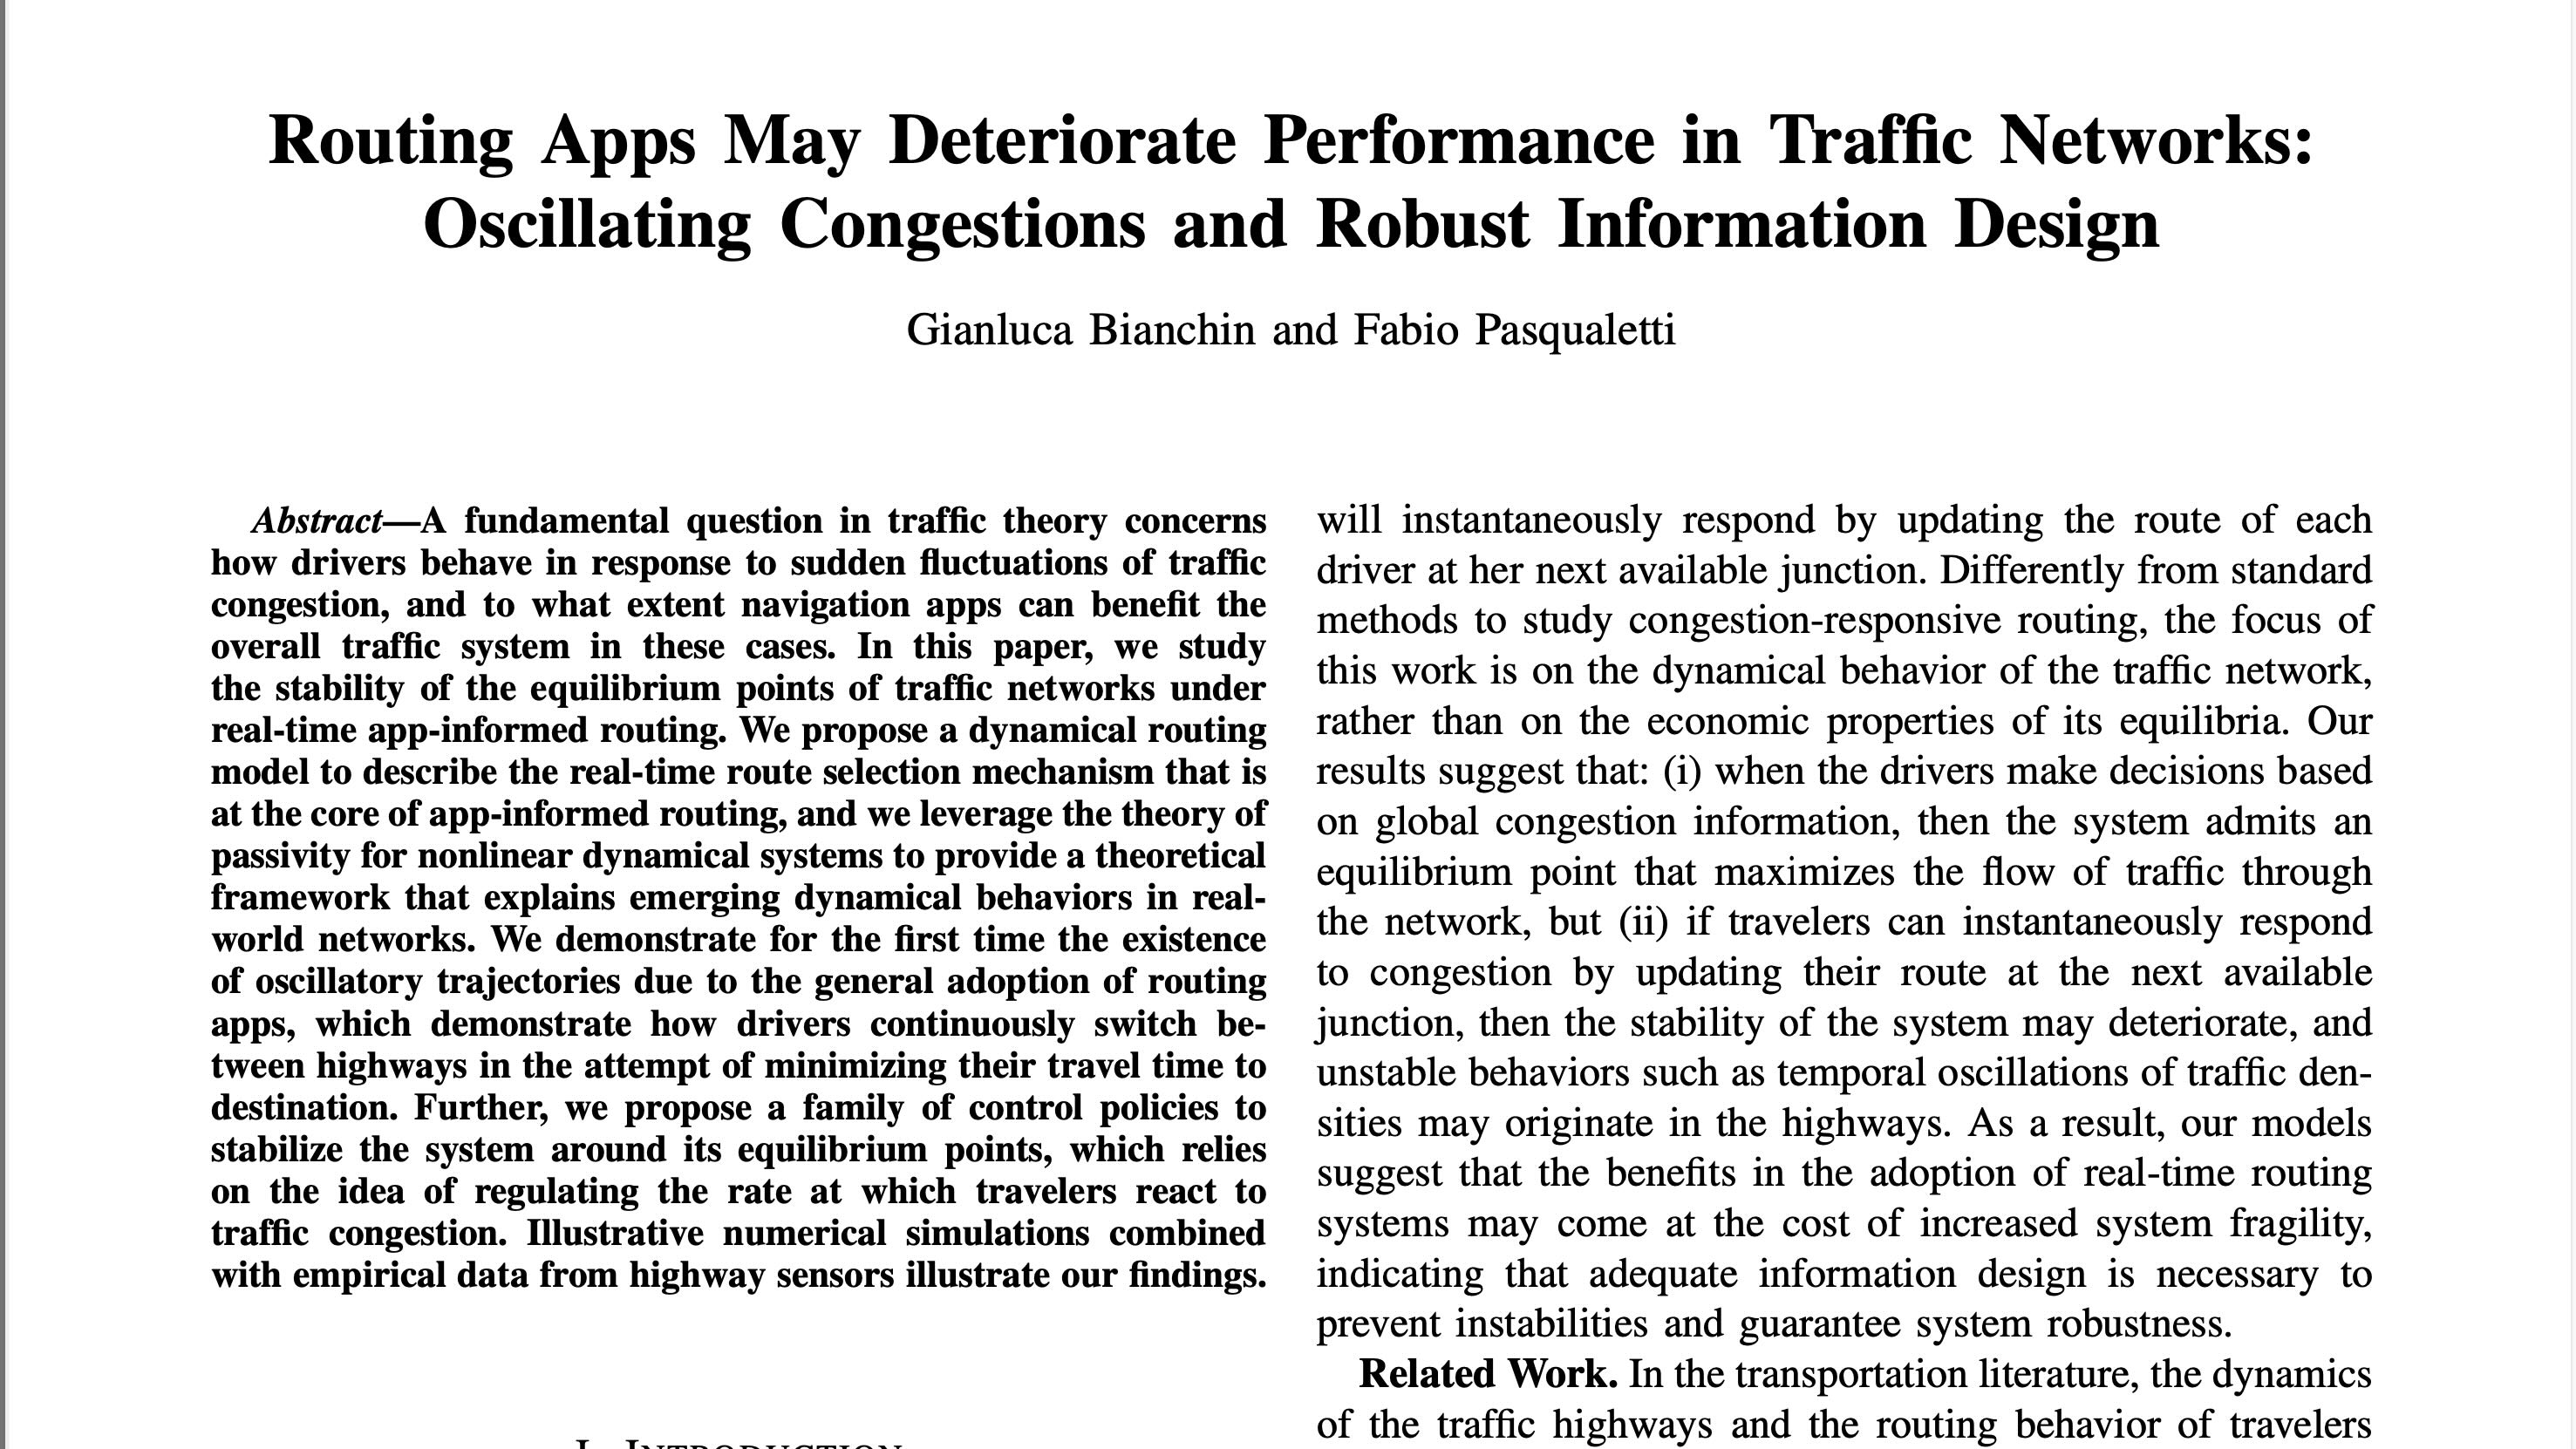 Routing Apps May Deteriorate Performance in Traffic Networks:
Oscillating Congestions and Robust Information Design
Gianluca Bianchin and Fabio Pasqualetti
Abstract—A fundamental question in traffic theory concerns
how drivers behave in response to sudden fluctuations of traffic
congestion, and to what extent navigation apps can benefit the
overall traffic system in these cases. In this paper, we study
the stability of the equilibrium points of traffic networks under
real-time app-informed routing. We propose a dynamical routing
model to describe the real-time route selection mechanism that is
at the core of app-informed routing, and we leverage the theory of
passivity for nonlinear dynamical systems to provide a theoretical
framework that explains emerging dynamical behaviors in real-
world networks. We demonstrate for the first time the existence
of oscillatory trajectories due to the general adoption of routing
apps, which demonstrate how drivers continuously switch be-
tween highways in the attempt of minimizing their travel time to
destination. Further, we propose a family of control policies to
stabilize the system around its equilibrium points, which relies
on the idea of regulating the rate at which travelers react to
traffic congestion. Illustrative numerical simulations combined
with empirical data from highway sensors illustrate our findings.
I. INTRODUCTION
will instantaneously respond by updating the route of each
driver at her next available junction. Differently from standard
methods to study congestion-responsive routing, the focus of
this work is on the dynamical behavior of the traffic network,
rather than on the economic properties of its equilibria. Our
results suggest that: (i) when the drivers make decisions based
on global congestion information, then the system admits an
equilibrium point that maximizes the flow of traffic through
the network, but (ii) if travelers can instantaneously respond
to congestion by updating their route at the next available
junction, then the stability of the system may deteriorate, and
unstable behaviors such as temporal oscillations of traffic den-
sities may originate in the highways. As a result, our models
suggest that the benefits in the adoption of real-time routing
systems may come at the cost of increased system fragility,
indicating that adequate information design is necessary to
prevent instabilities and guarantee system robustness.
Related Work. In the transportation literature, the dynamics
of the traffic highways and the routing behavior of travelers